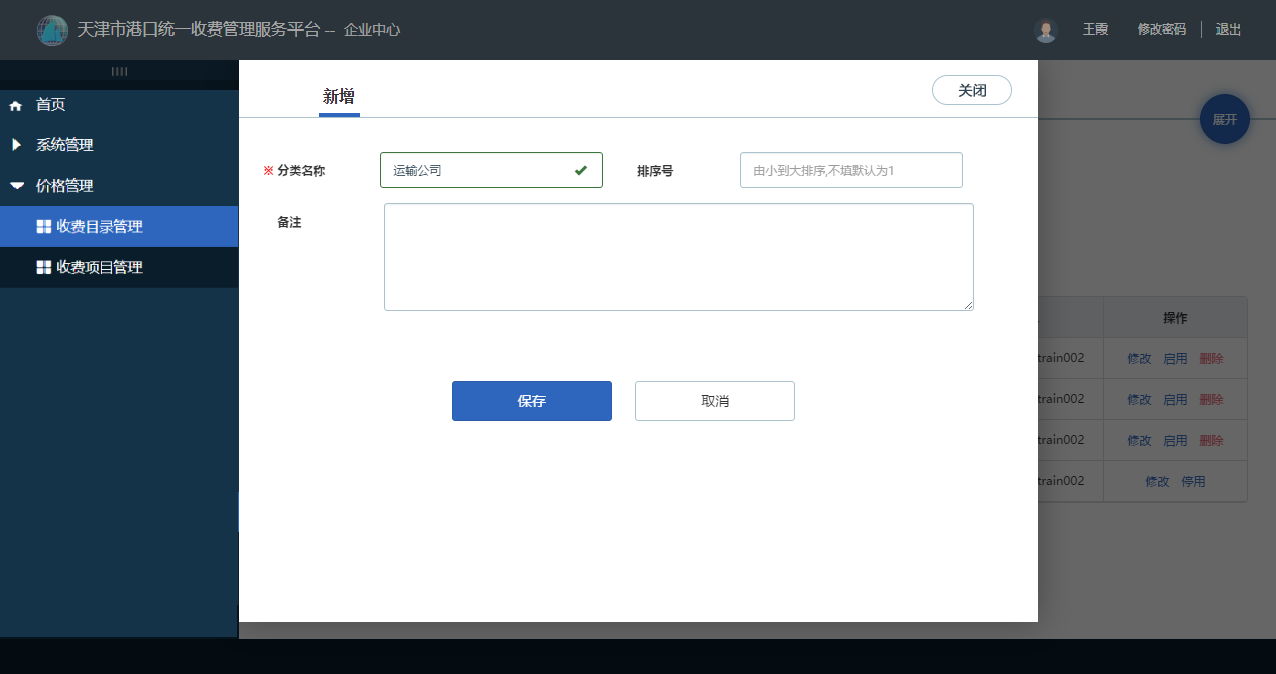 天津市港口统一收费管理服务平台 -- 企业中心
王霞 修改密码 退出
首页
系统管理
价格管理
收费目录管理
收费项目管理
新增
关闭
展开
※ 分类名称 运输公司 排序号 由小到大排序,不填默认为1
备注
保存 取消
操作
train002 修改 启用 删除
train002 修改 启用 删除
train002 修改 启用 删除
train002 修改 停用